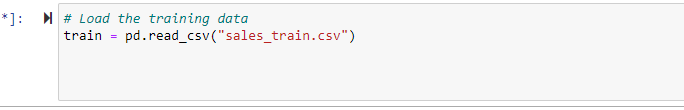 *]:
# Load the training data
train = pd.read_csv("sales_train.csv")